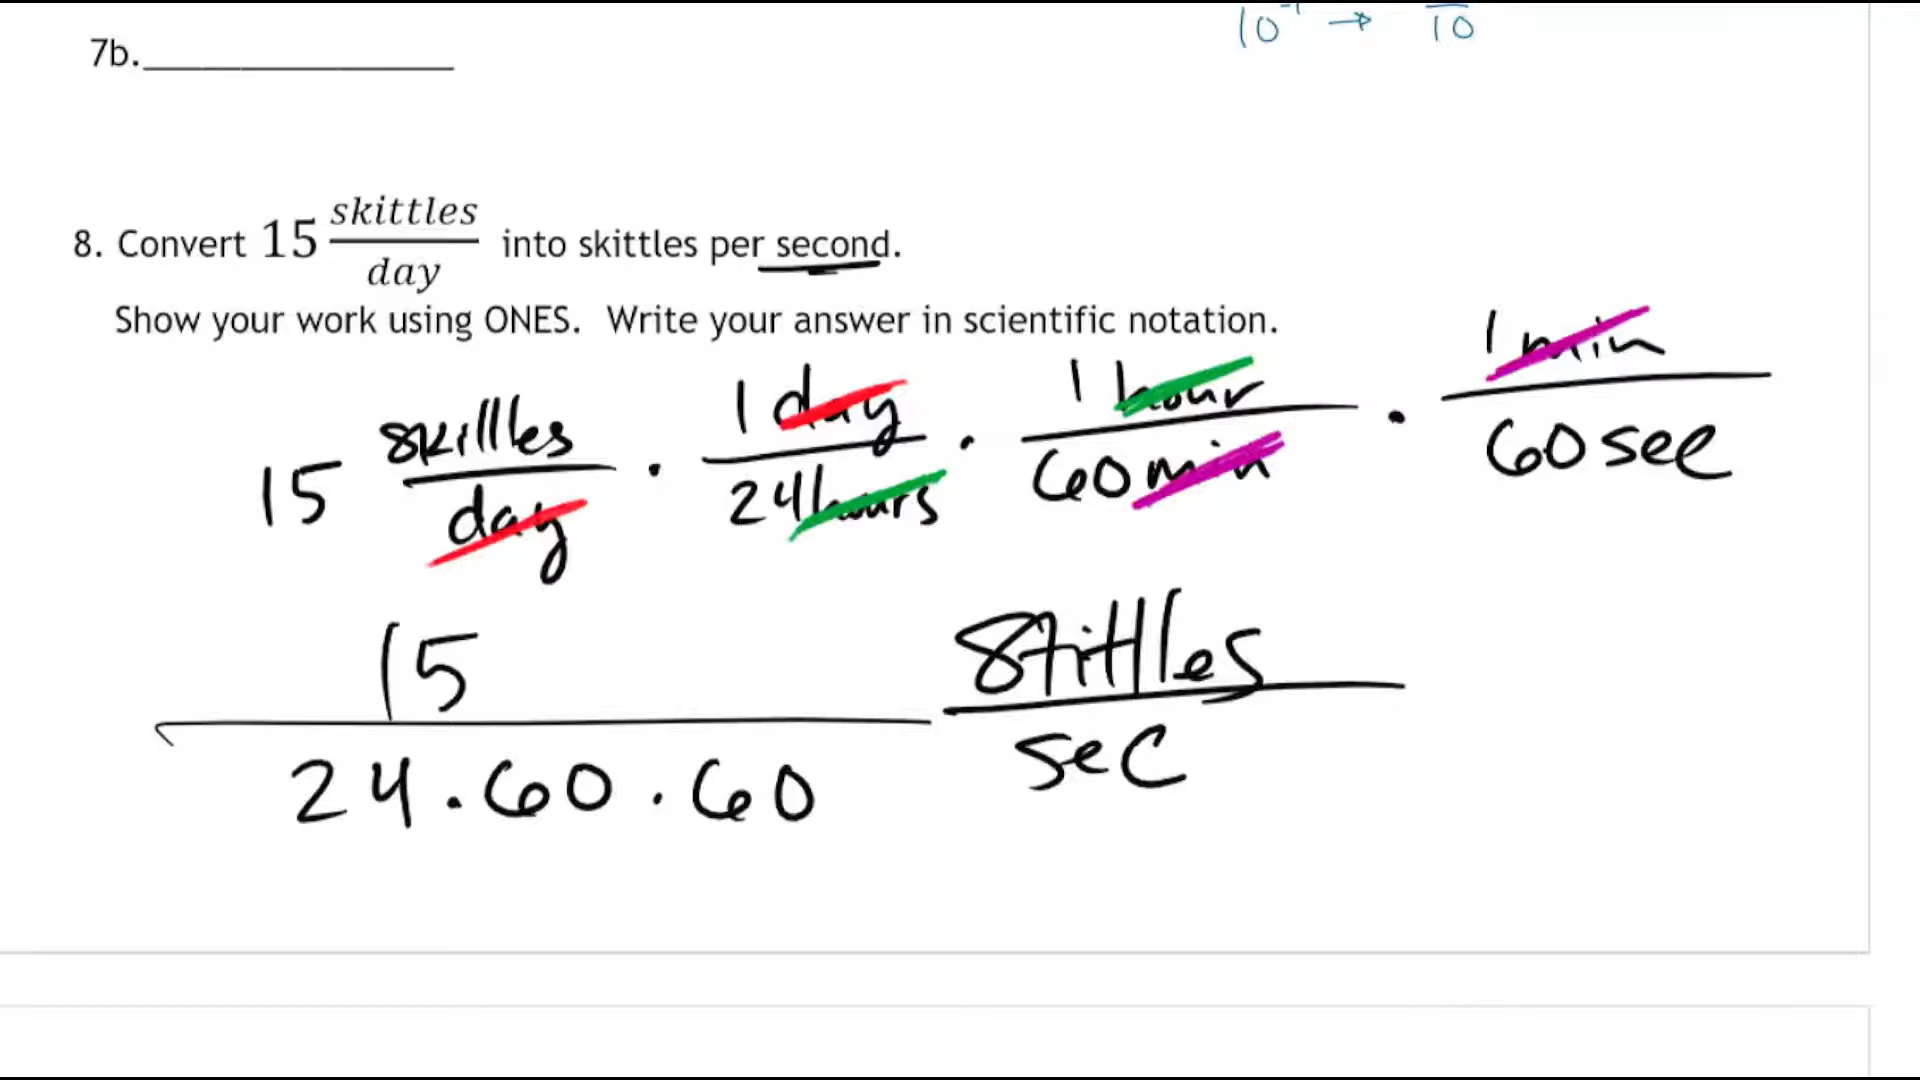 10⁻¹ → 10
7b.
8. Convert 15 skittles/day into skittles per second.
Show your work using ONES. Write your answer in scientific notation.
15 skillles/day · 1 day/24 hours · 1 hour/60 min · 1 min/60 sec
15/24·60·60 skittles/sec